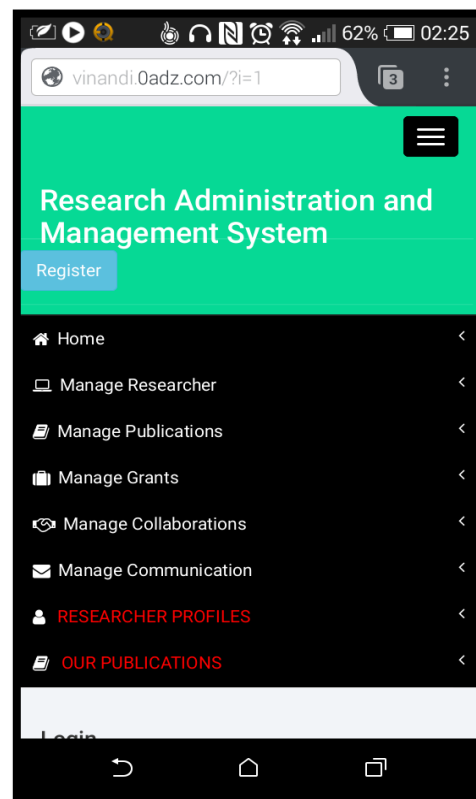 62% 02:25
vinandi.0adz.com/?i=1
3
Research Administration and
Management System
Register
Home
Manage Researcher
Manage Publications
Manage Grants
Manage Collaborations
Manage Communication
RESEARCHER PROFILES
OUR PUBLICATIONS
Login